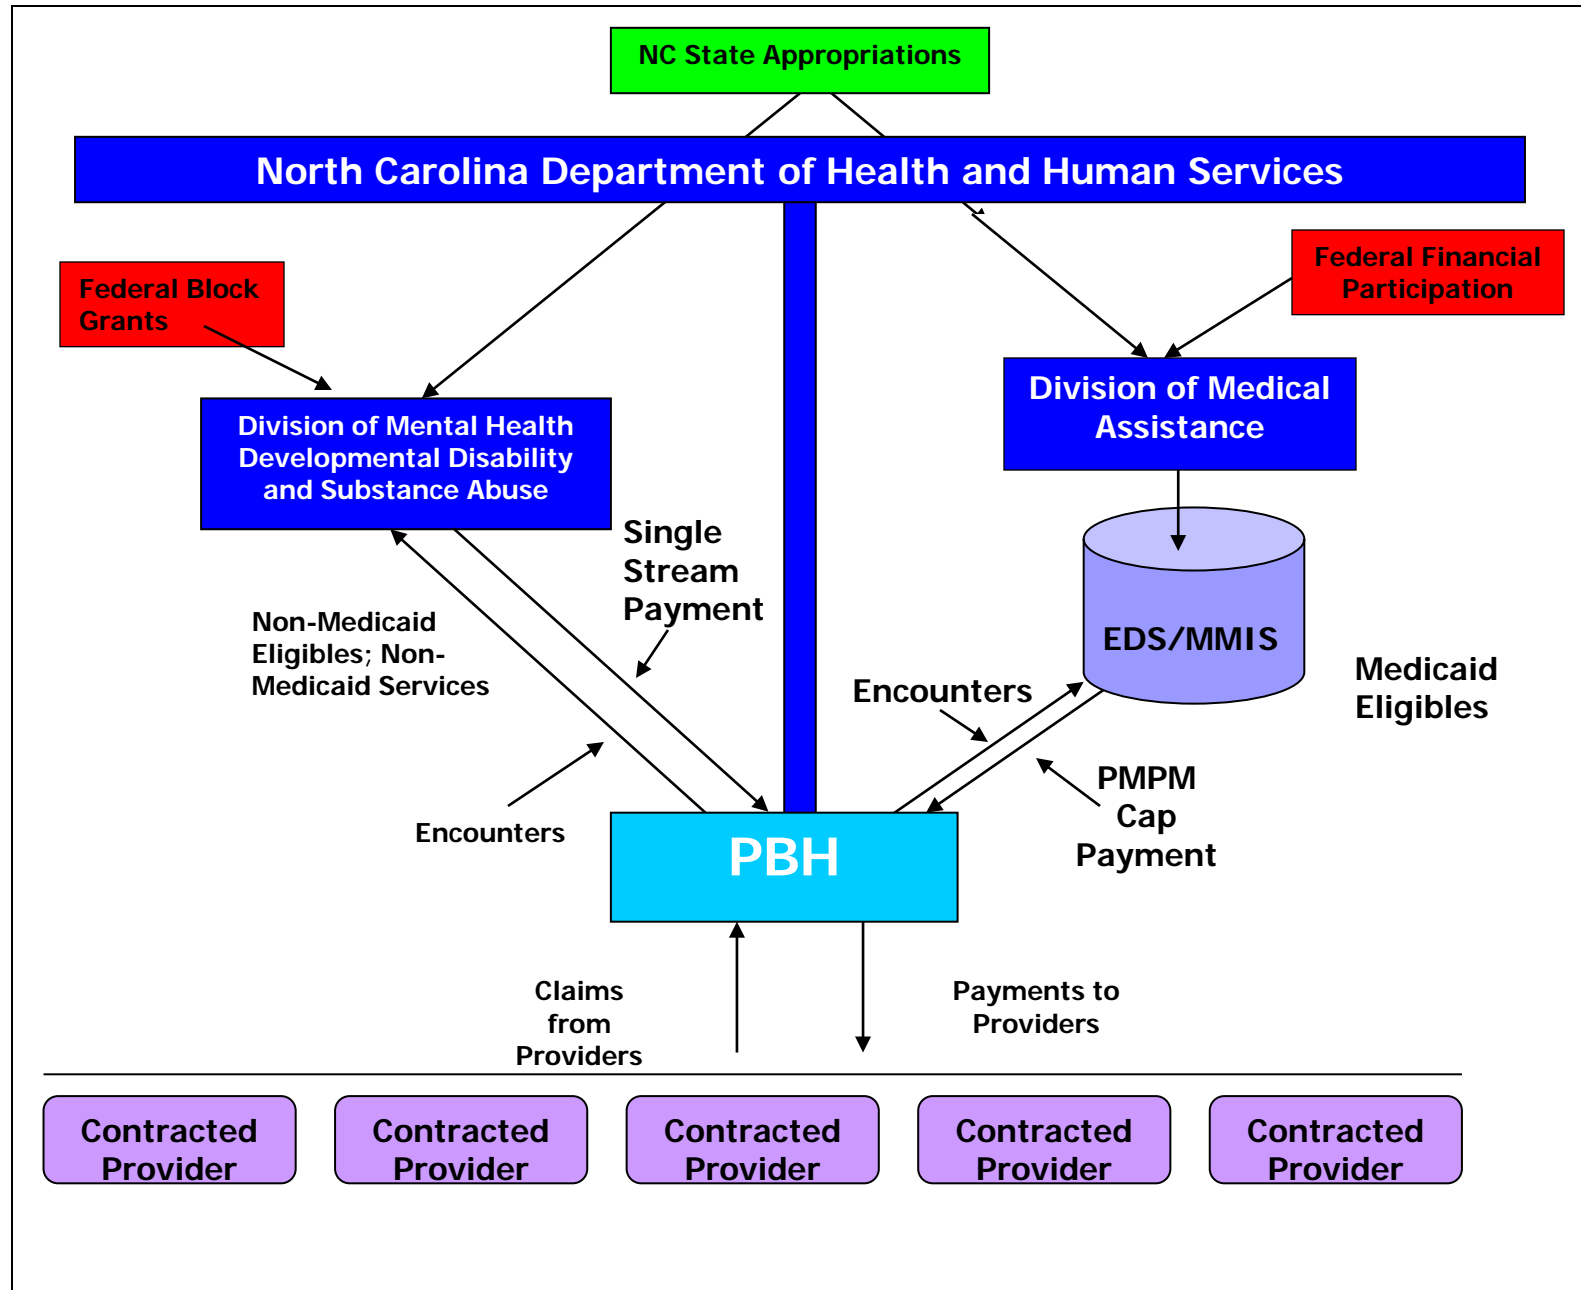 NC State Appropriations
North Carolina Department of Health and Human Services
Federal Block
Grants
Federal Financial
Participation
Division of Mental Health
Developmental Disability
and Substance Abuse
Division of Medical
Assistance
Single
Stream
Payment
Non-Medicaid
Eligibles; Non-
Medicaid Services
EDS/MMIS
Medicaid
Eligibles
Encounters
PMPM
Cap
Payment
Encounters
PBH
Claims
from
Providers
Payments to
Providers
Contracted
Provider
Contracted
Provider
Contracted
Provider
Contracted
Provider
Contracted
Provider